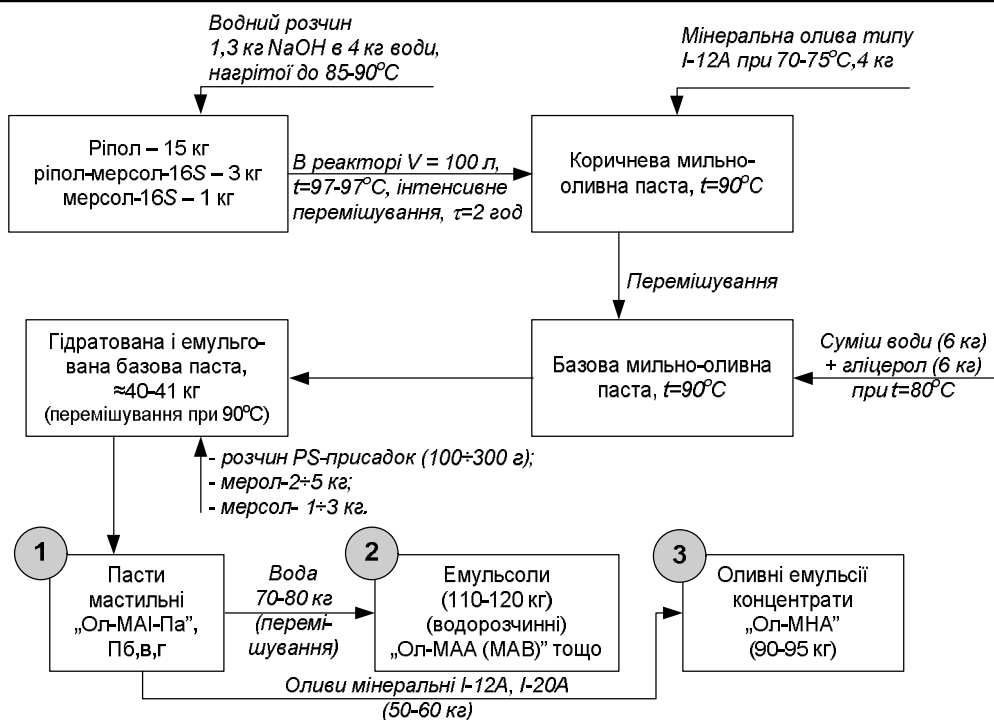 Водний розчин
1,3 кг NaOH в 4 кг води,
нагрітої до 85-90°С
Мінеральна олива типу
І-12А при 70-75°С,4 кг
Ріпол – 15 кг
ріпол-мерсол-16S – 3 кг
мерсол-16S – 1 кг
В реакторі V = 100 л,
t=97-97°С, інтенсивне
перемішування, τ=2 год
Коричнева мильно-
оливна паста, t=90°С
Перемішування
Гідратована і емульго-
вана базова паста,
≈40-41 кг
(перемішування при 90°С)
Базова мильно-оливна
паста, t=90°С
Суміш води (6 кг)
+ гліцерол (6 кг)
при t=80°С
- розчин PS-присадок (100÷300 г);
- мерол-2÷5 кг;
- мерсол- 1÷3 кг.
1
Пасти
мастильні
„Ол-МАІ-Па”,
Пб,в,г
Вода
70-80 кг
(перемі-
шування)
2
Емульсоли
(110-120 кг)
(водорозчинні)
„Ол-МАА (МАВ)” тощо
3
Оливні емульсії
концентрати
„Ол-МНА”
(90-95 кг)
Оливи мінеральні І-12А, І-20А
(50-60 кг)